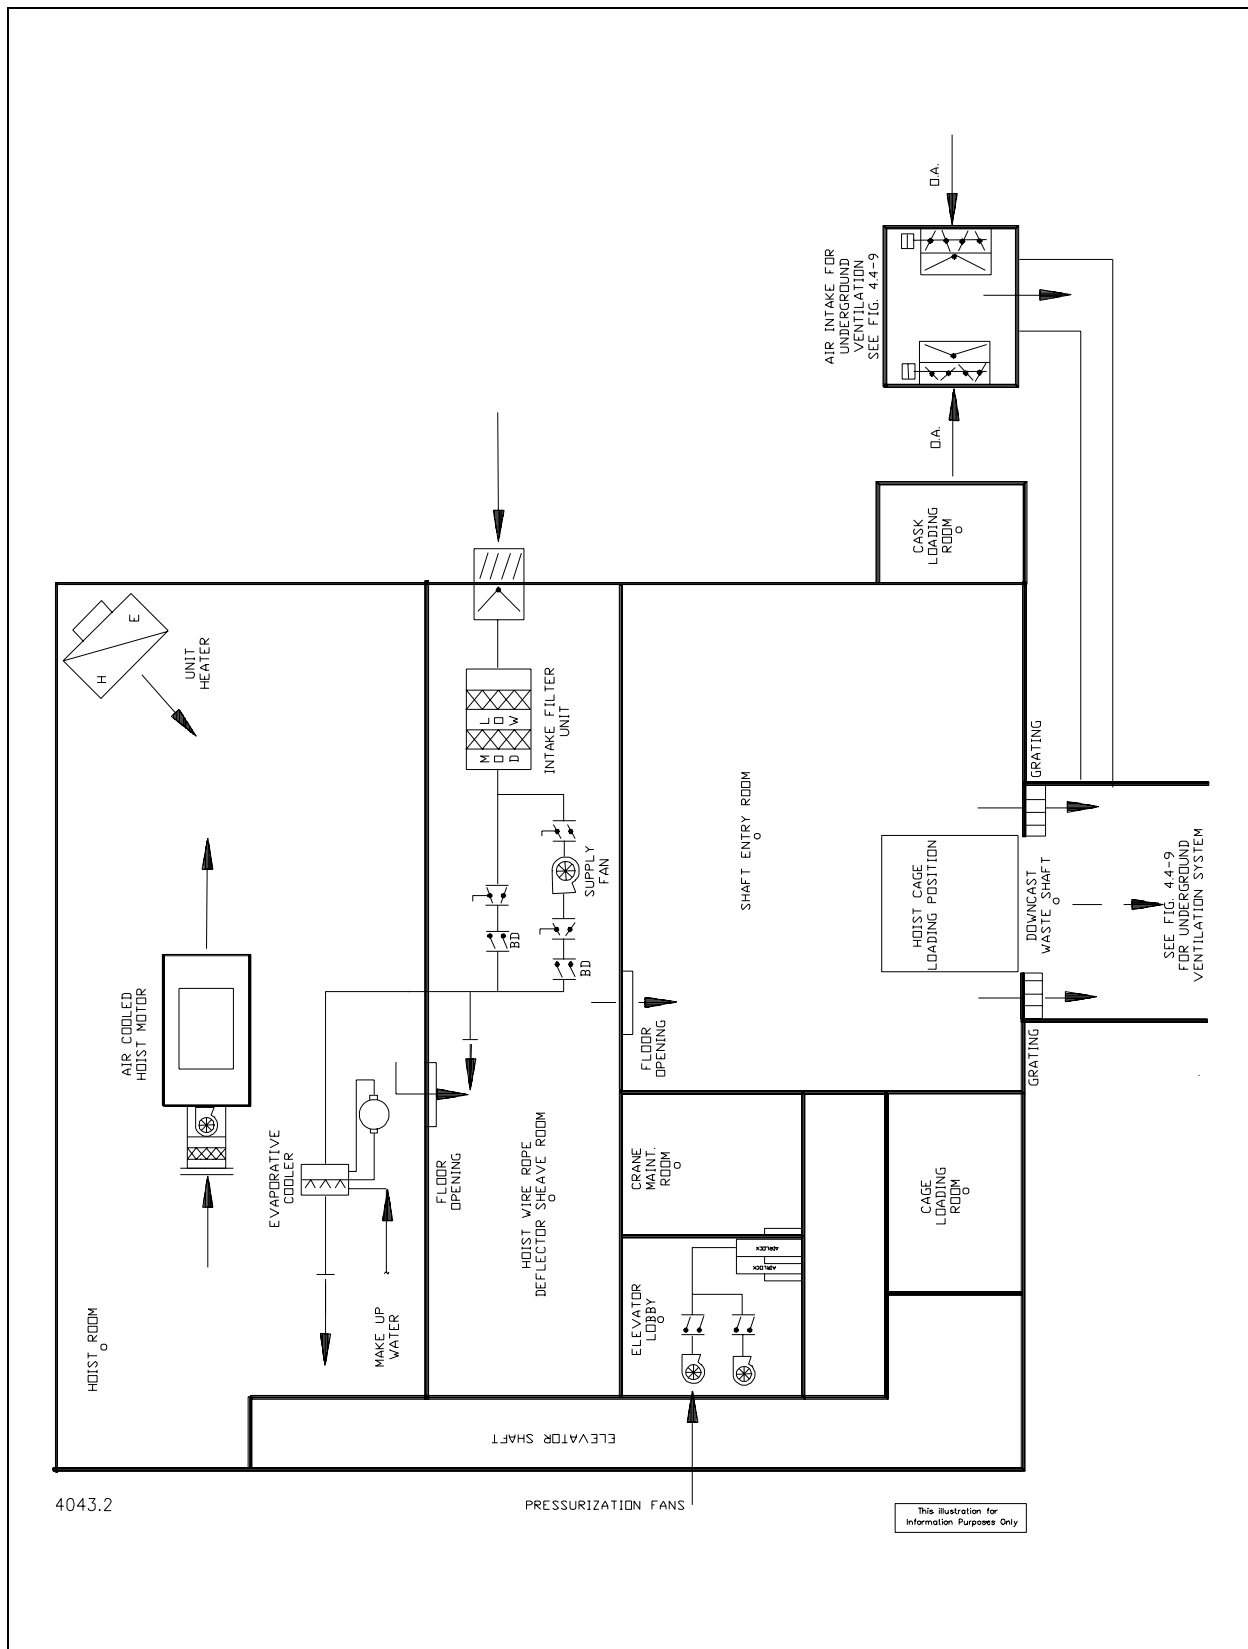 HOIST ROOM
AIR COOLED
HOIST MOTOR
UNIT
HEATER
H
E
EVAPORATIVE
COOLER
MAKE UP
WATER
FLOOR
OPENING
HOIST WIRE ROPE
DEFLECTOR SHEAVE ROOM
BD
BD
SUPPLY
FAN
MOD
LOW
INTAKE FILTER
UNIT
ELEVATOR SHAFT
ELEVATOR
LOBBY
AIRLOCK
AIRLOCK
CRANE
MAINT.
ROOM
FLOOR
OPENING
SHAFT ENTRY ROOM
CAGE
LOADING
ROOM
HOIST CAGE
LOADING POSITION
CASK
LOADING
ROOM
O.A.
O.A.
AIR INTAKE FOR
UNDERGROUND
VENTILATION
SEE FIG. 4.4-9
GRATING
GRATING
DOWNCAST
WASTE SHAFT
SEE FIG. 4.4-9
FOR UNDERGROUND
VENTILATION SYSTEM
4043.2
PRESSURIZATION FANS
This illustration for
Information Purposes Only